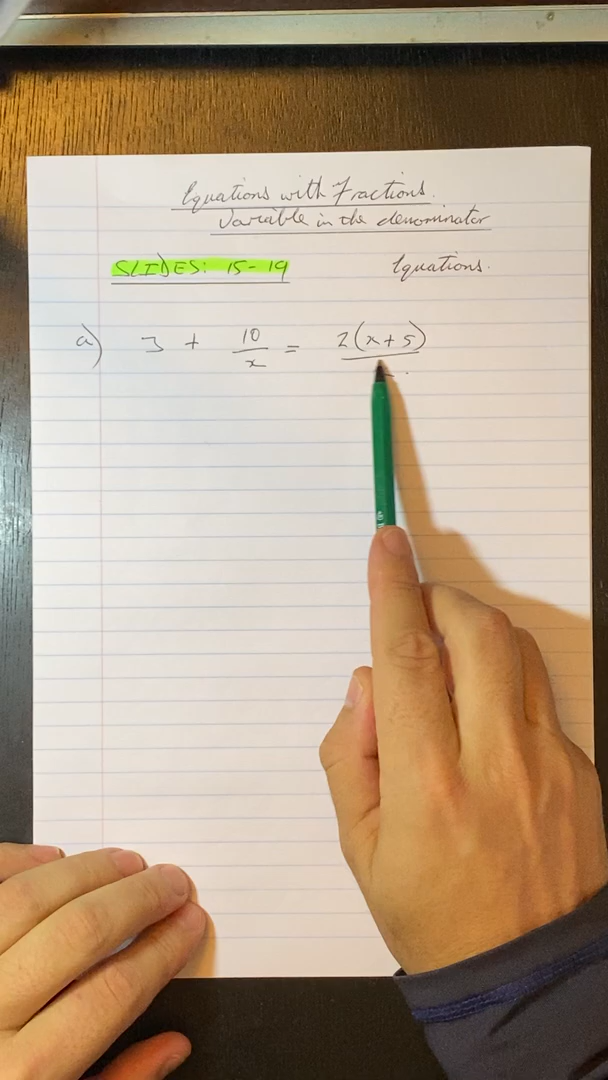 Equations with Fractions.
Variable in the denominator
SLIDES: 15-19 Equations.
a) 3 + 10/x = 2(x+5)